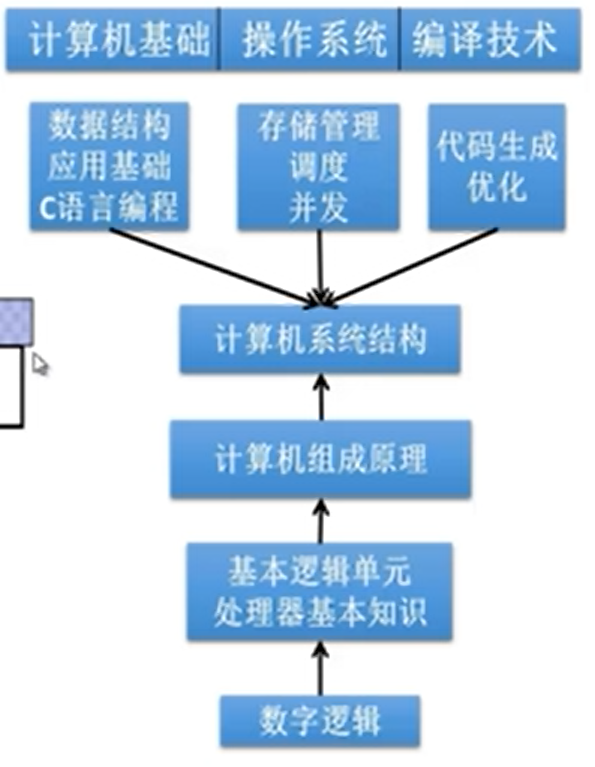 计算机基础 操作系统 编译技术
数据结构
应用基础
C语言编程
存储管理
调度
并发
代码生成
优化
计算机系统结构
计算机组成原理
基本逻辑单元
处理器基本知识
数字逻辑